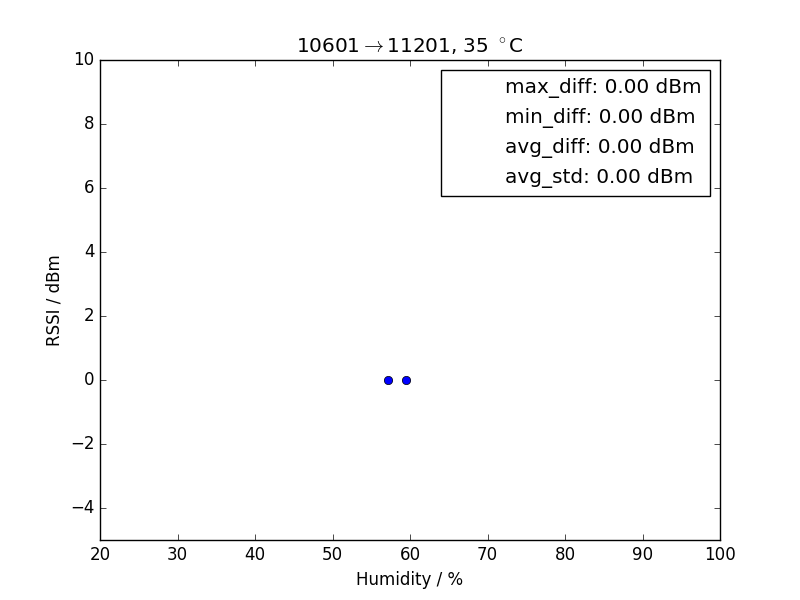 10601→11201, 35 °C
max_diff: 0.00 dBm
min_diff: 0.00 dBm
avg_diff: 0.00 dBm
avg_std: 0.00 dBm
RSSI / dBm
10
8
6
4
2
0
−2
−4
20 30 40 50 60 70 80 90 100
Humidity / %